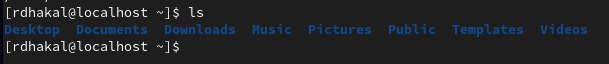 [rdhakal@localhost ~]$ ls
Desktop  Documents  Downloads  Music  Pictures  Public  Templates  Videos
[rdhakal@localhost ~]$